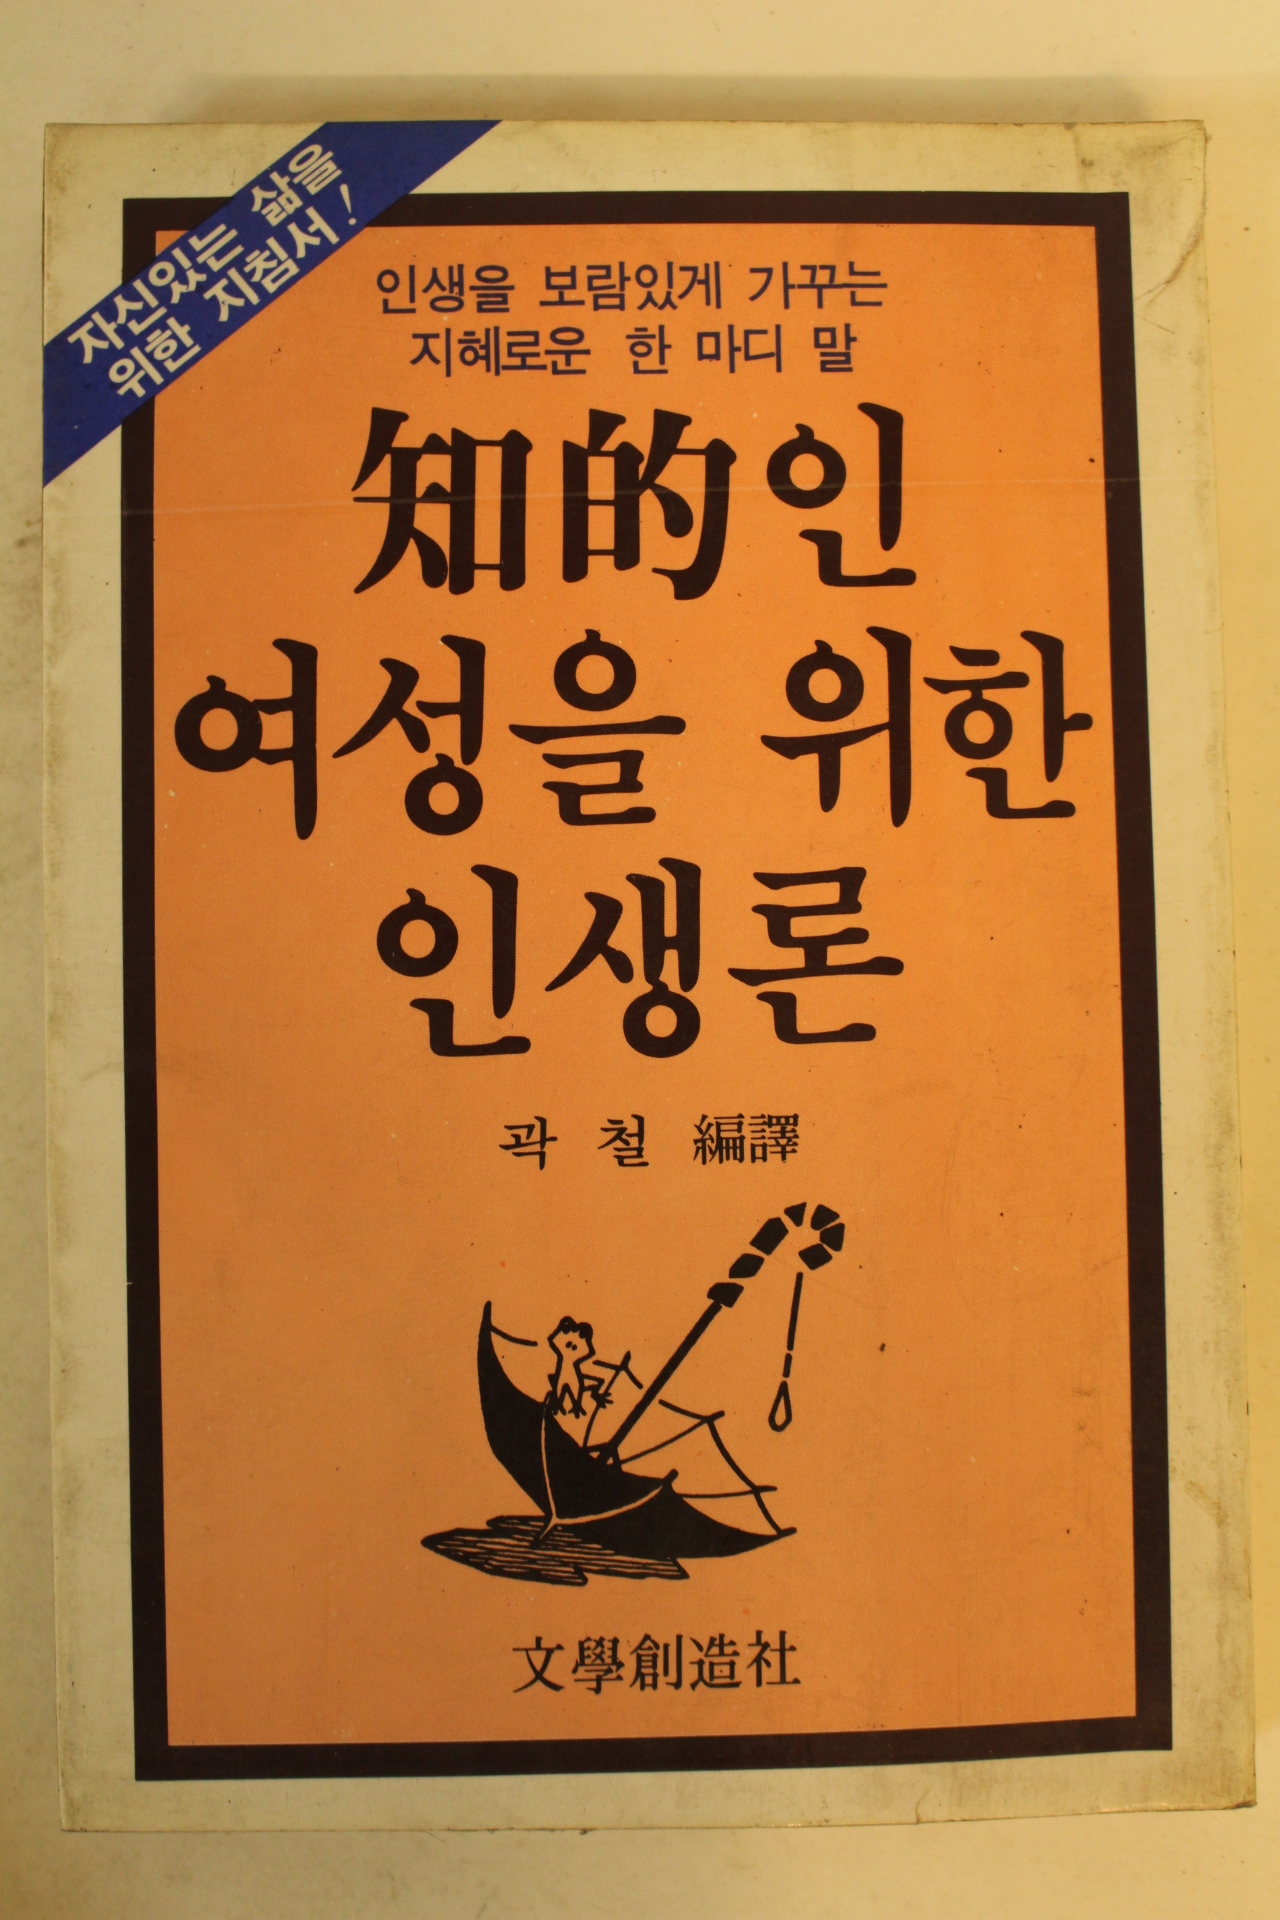 자신있는 삶을
위한 지침서!
인생을 보람있게 가꾸는
지혜로운 한 마디 말
知的인
여성을 위한
인생론
곽 철 編譯
文學創造社